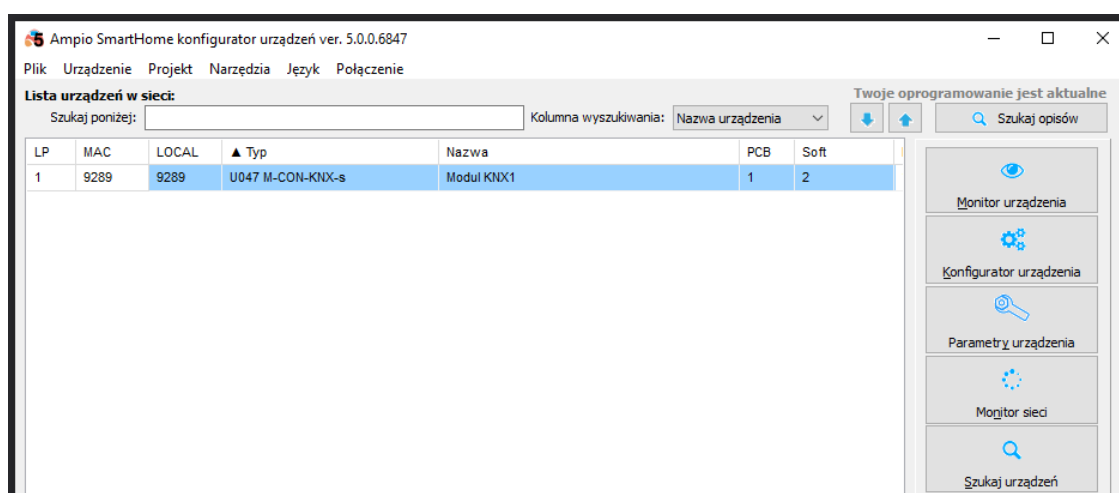 Ampio SmartHome konfigurator urządzeń ver. 5.0.0.6847
Plik Urządzenie Projekt Narzędzia Język Połączenie
Lista urządzeń w sieci:
Twoje oprogramowanie jest aktualne
Szukaj poniżej:
Kolumna wyszukiwania: Nazwa urządzenia
Szukaj opisów
LP MAC LOCAL ▲ Typ Nazwa PCB Soft
1 9289 9289 U047 M-CON-KNX-s Modul KNX1 1 2
Monitor urządzenia
Konfigurator urządzenia
Parametry urządzenia
Monitor sieci
Szukaj urządzeń